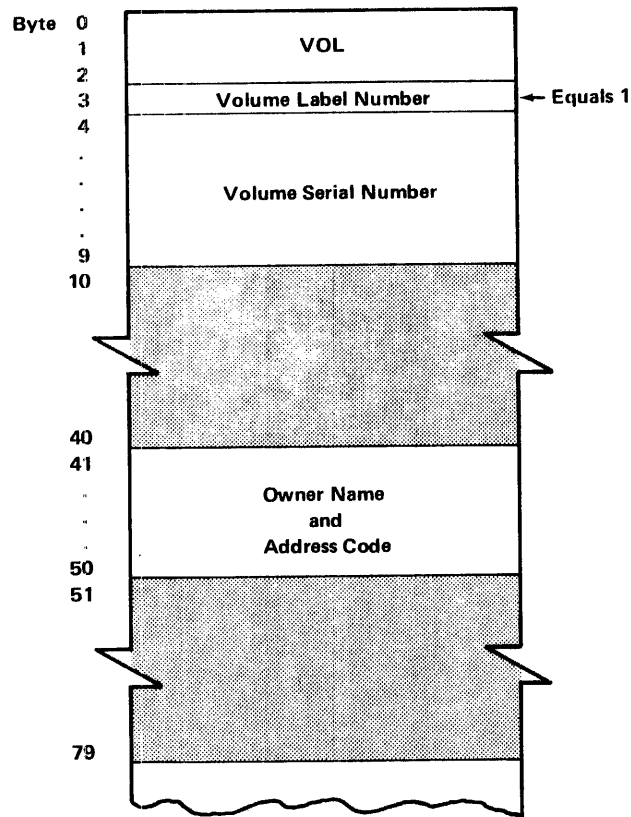 Byte 0
1
VOL
2
3
Volume Label Number
Equals 1
4
.
.
.
.
Volume Serial Number
9
10
40
41
"
"
"
Owner Name
and
Address Code
50
51
79